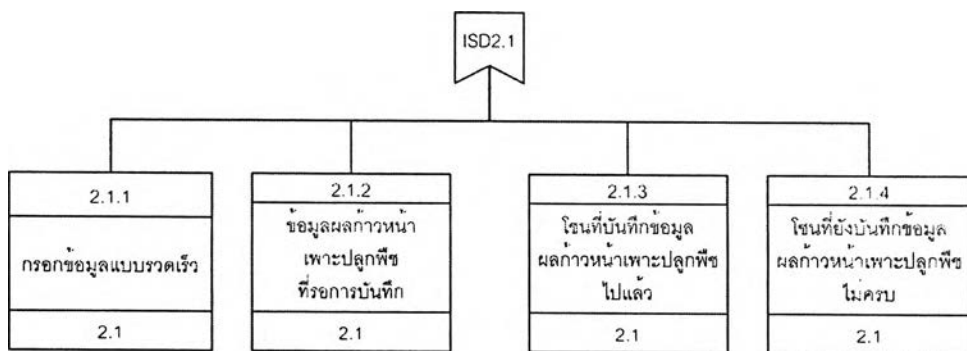 ISD2.1
2.1.1
กรอกข้อมูลแบบรวดเร็ว
2.1
2.1.2
ข้อมูลผลก้าวหน้า
เพาะปลูกพืช
ที่รอการบันทึก
2.1
2.1.3
โซนที่บันทึกข้อมูล
ผลก้าวหน้าเพาะปลูกพืช
ไปแล้ว
2.1
2.1.4
โซนที่ยังบันทึกข้อมูล
ผลก้าวหน้าเพาะปลูกพืช
ไม่ครบ
2.1